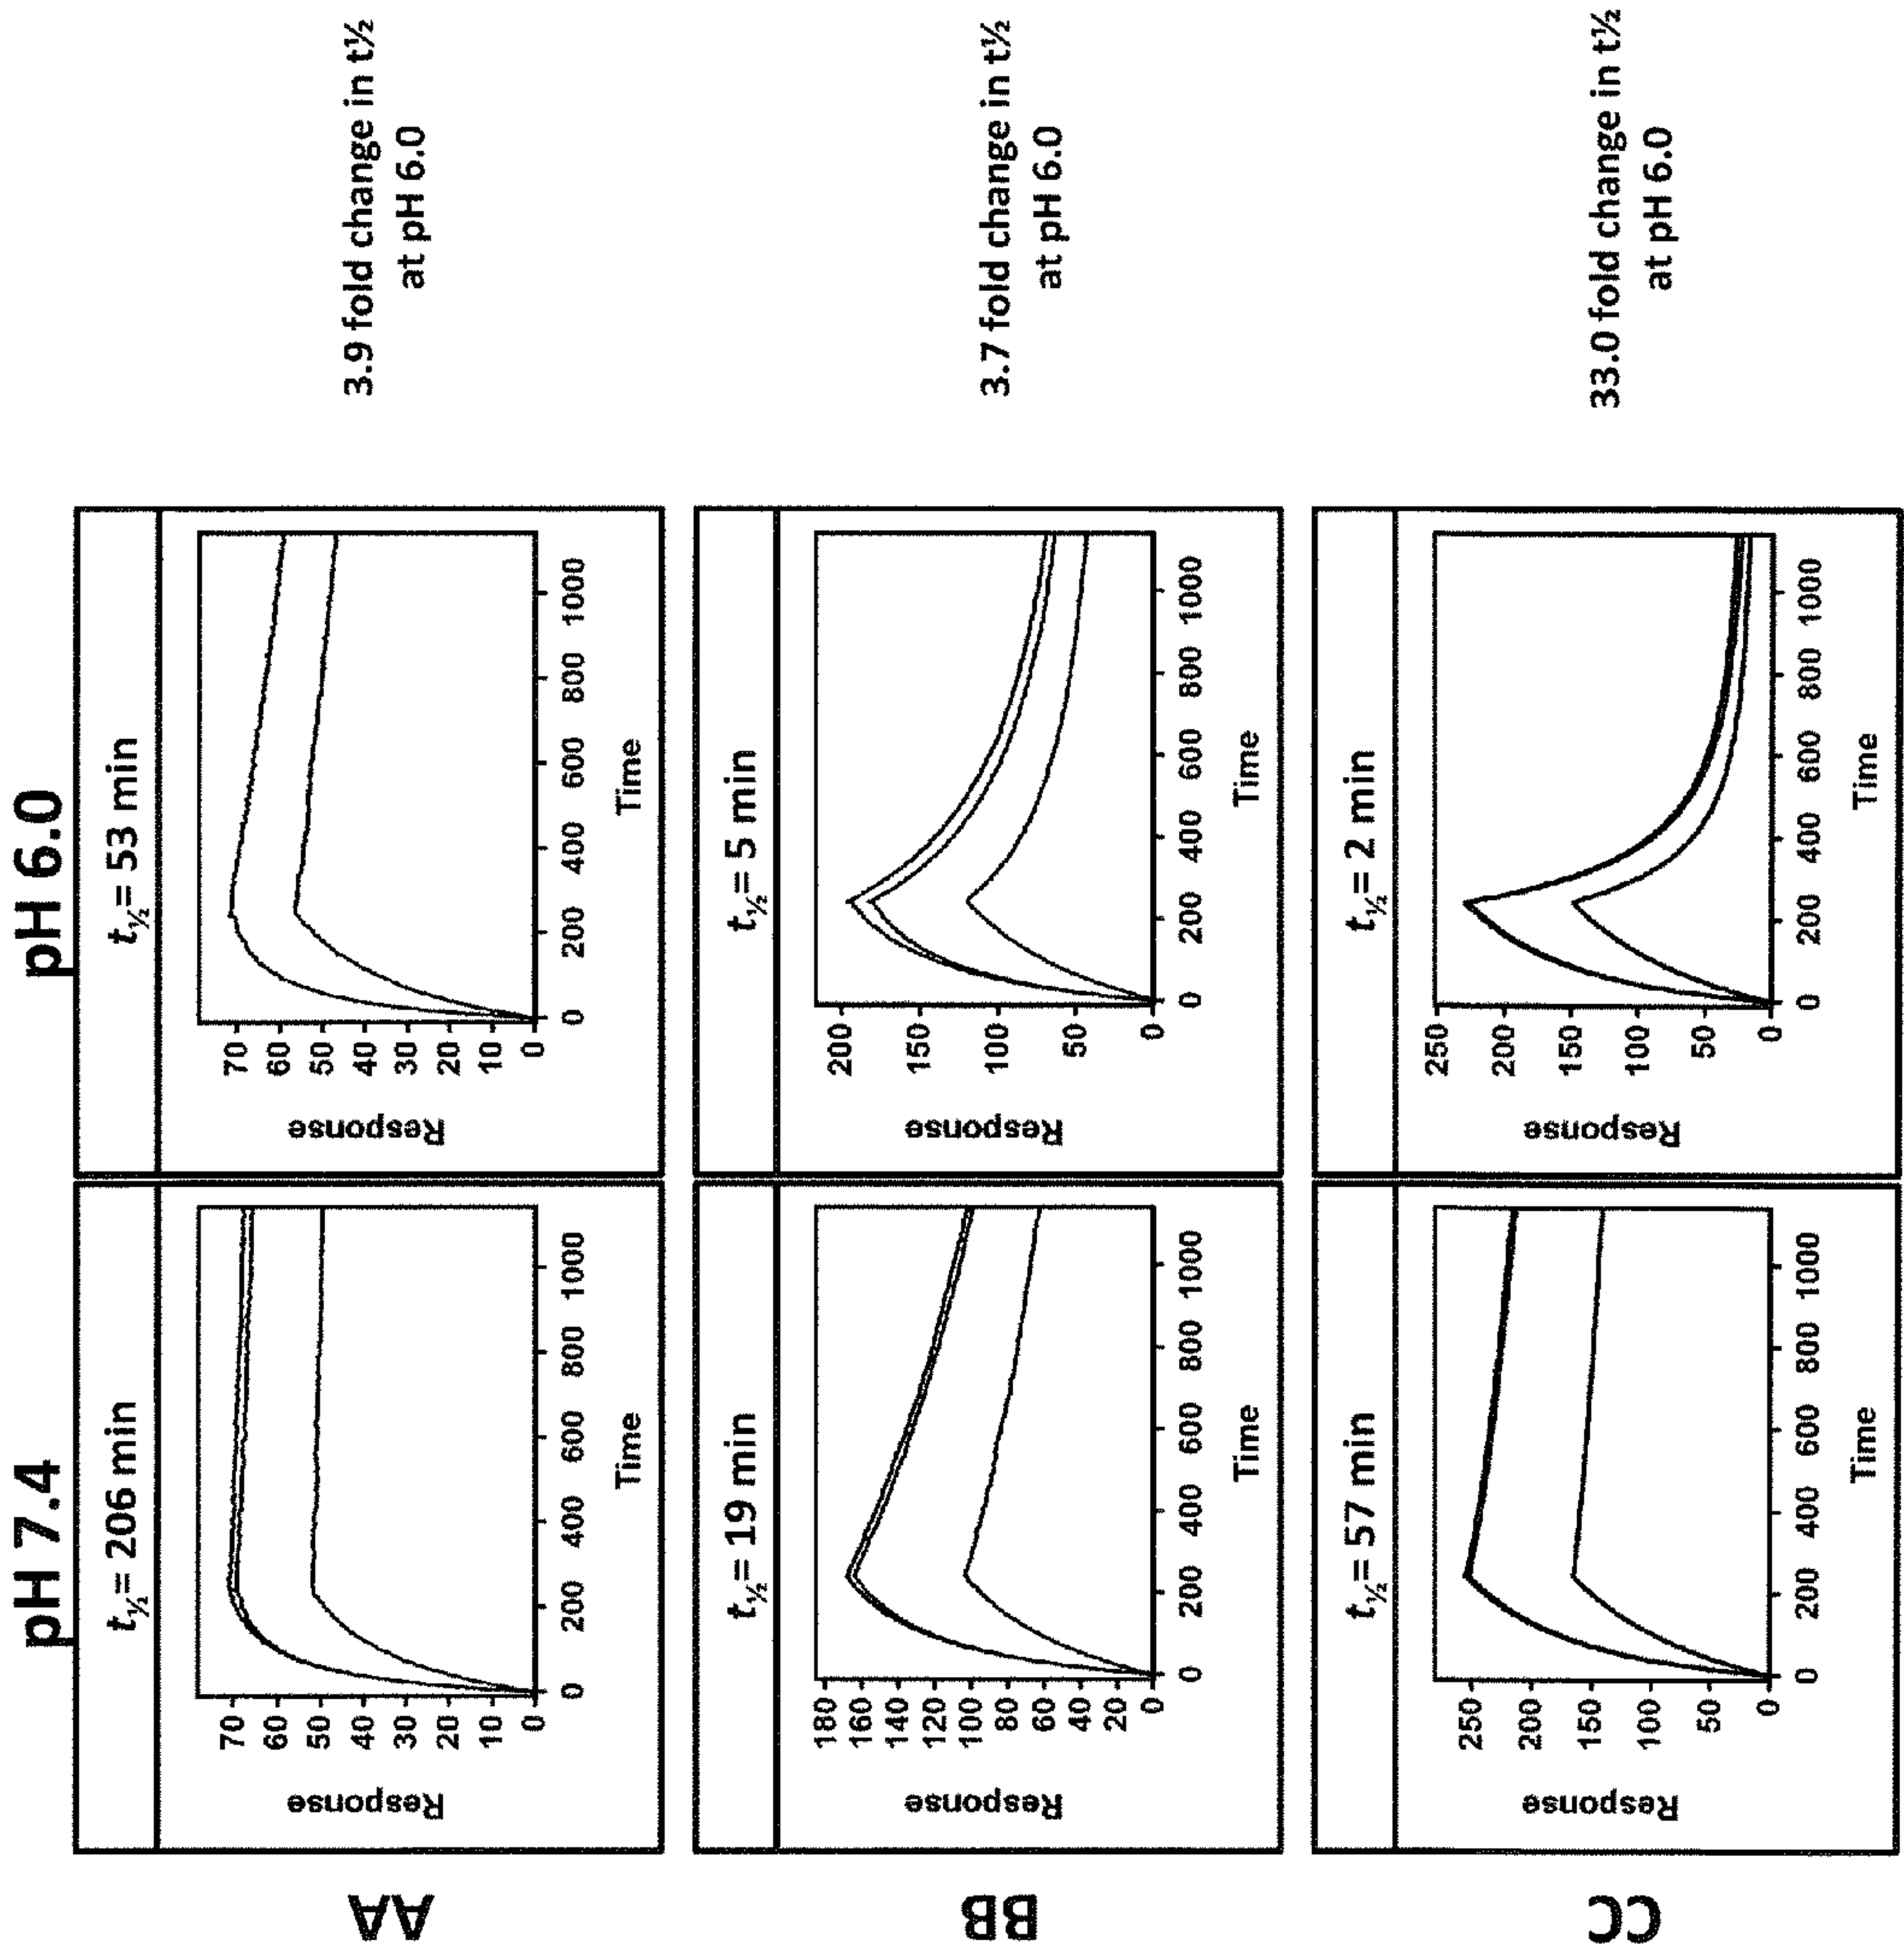 pH 7.4
pH 6.0
AA
t½= 206 min
Response
70
60
50
40
30
20
10
0
0 200 400 600 800 1000
Time
t½= 53 min
Response
70
60
50
40
30
20
10
0
0 200 400 600 800 1000
Time
3.9 fold change in t½
at pH 6.0
BB
t½= 19 min
Response
180
160
140
120
100
80
60
40
20
0
0 200 400 600 800 1000
Time
t½= 5 min
Response
200
150
100
50
0
0 200 400 600 800 1000
Time
3.7 fold change in t½
at pH 6.0
CC
t½= 57 min
Response
250
200
150
100
50
0
0 200 400 600 800 1000
Time
t½= 2 min
Response
250
200
150
100
50
0
0 200 400 600 800 1000
Time
33.0 fold change in t½
at pH 6.0